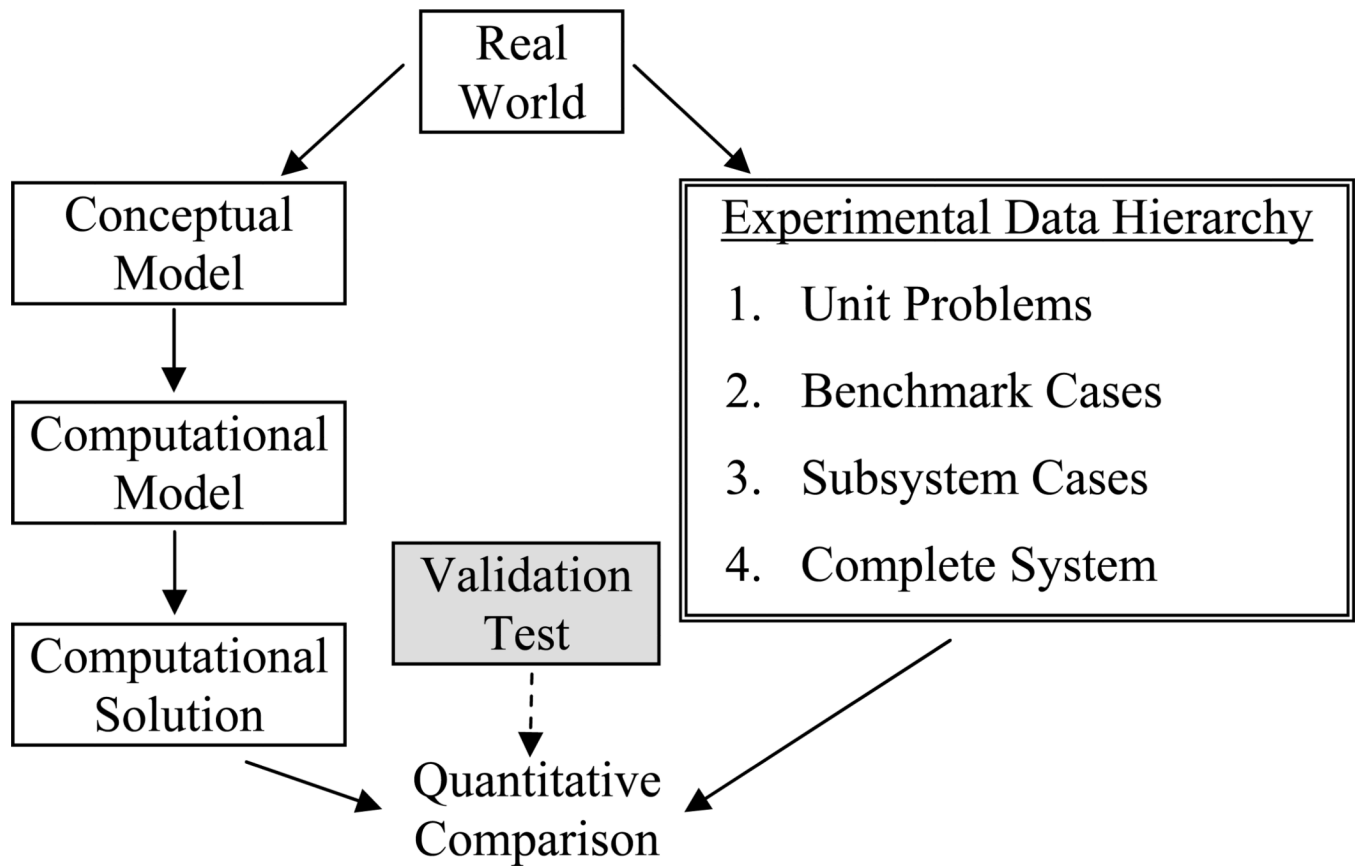 Real
World
Conceptual
Model
Computational
Model
Computational
Solution
Validation
Test
Experimental Data Hierarchy
1. Unit Problems
2. Benchmark Cases
3. Subsystem Cases
4. Complete System
Quantitative
Comparison